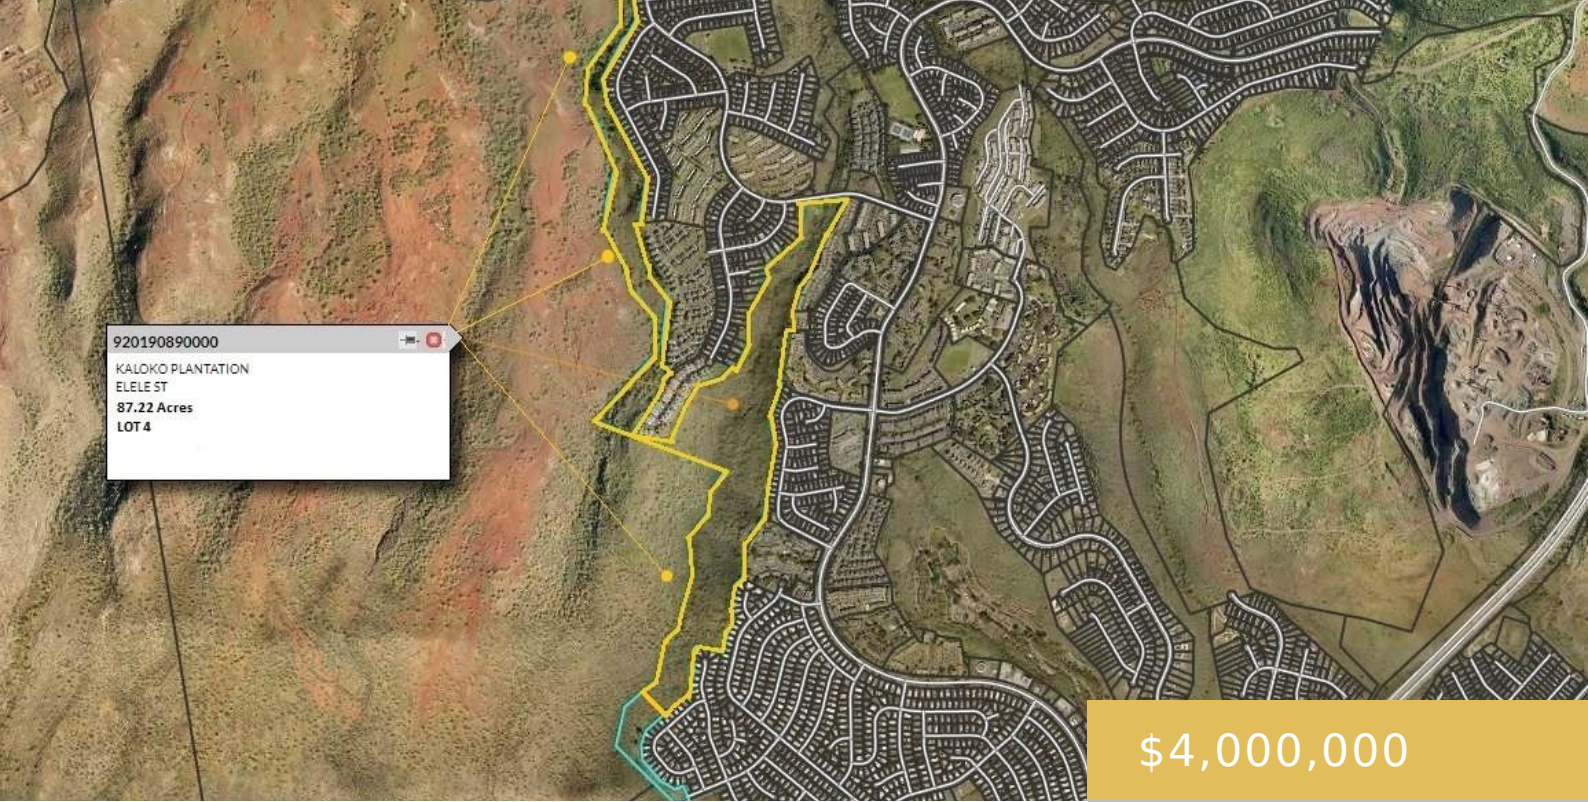 920190890000
KALOKO PLANTATION
ELELE ST
87.22 Acres
LOT 4
$4,000,000